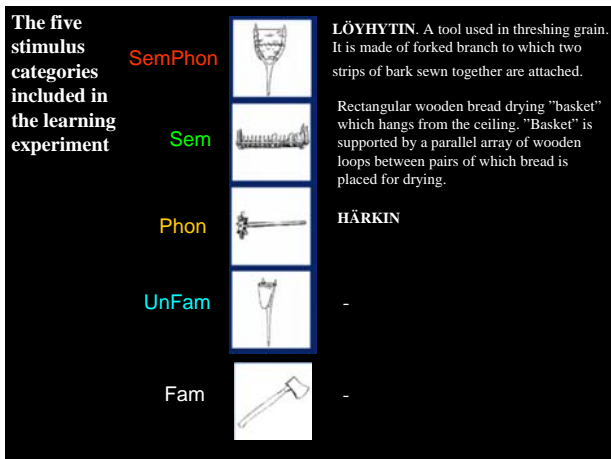 The five
stimulus
categories
included in
the learning
experiment
SemPhon
LÖYHYTIN. A tool used in threshing grain.
It is made of forked branch to which two
strips of bark sewn together are attached.
Sem
Rectangular wooden bread drying ”basket”
which hangs from the ceiling. ”Basket” is
supported by a parallel array of wooden
loops between pairs of which bread is
placed for drying.
Phon
HÄRKIN
UnFam
-
Fam
-